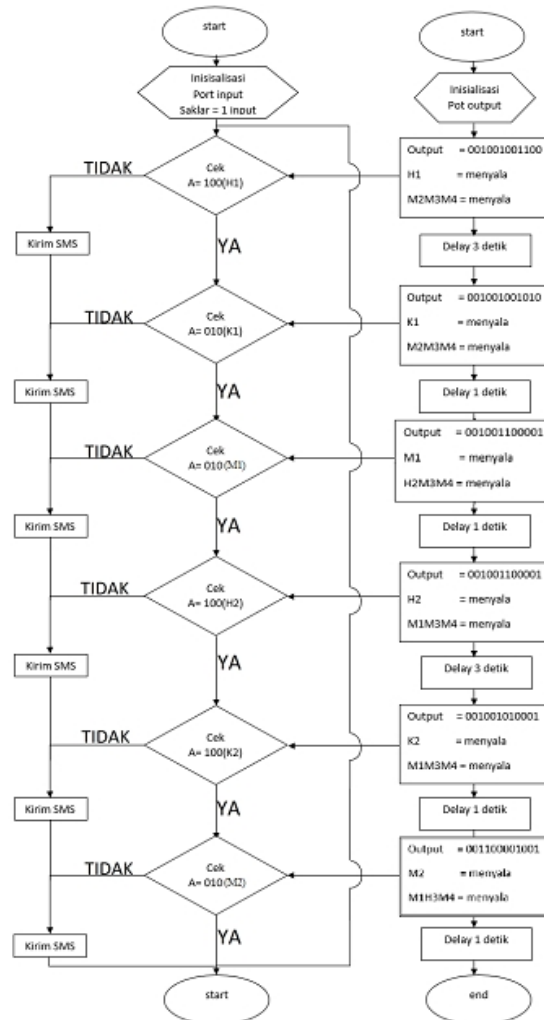 start
Inisisalisasi
Port input
Saklar = 1 input
Cek
A= 100(H1)
TIDAK
YA
Kirim SMS
Cek
A= 010(K1)
TIDAK
YA
Kirim SMS
Cek
A= 010(M1)
TIDAK
YA
Kirim SMS
Cek
A= 100(H2)
TIDAK
YA
Kirim SMS
Cek
A= 100(K2)
TIDAK
YA
Kirim SMS
Cek
A= 010(M2)
TIDAK
YA
Kirim SMS
start
start
Inisialisasi
Pot output
Output = 001001001100
H1 = menyala
M2M3M4 = menyala
Delay 3 detik
Output = 001001001010
K1 = menyala
M2M3M4 = menyala
Delay 1 detik
Output = 001001100001
M1 = menyala
H2M3M4 = menyala
Delay 1 detik
Output = 001001100001
H2 = menyala
M1M3M4 = menyala
Delay 3 detik
Output = 001001010001
K2 = menyala
M1M3M4 = menyala
Delay 1 detik
Output = 001100001001
M2 = menyala
M1H3M4 = menyala
Delay 1 detik
end